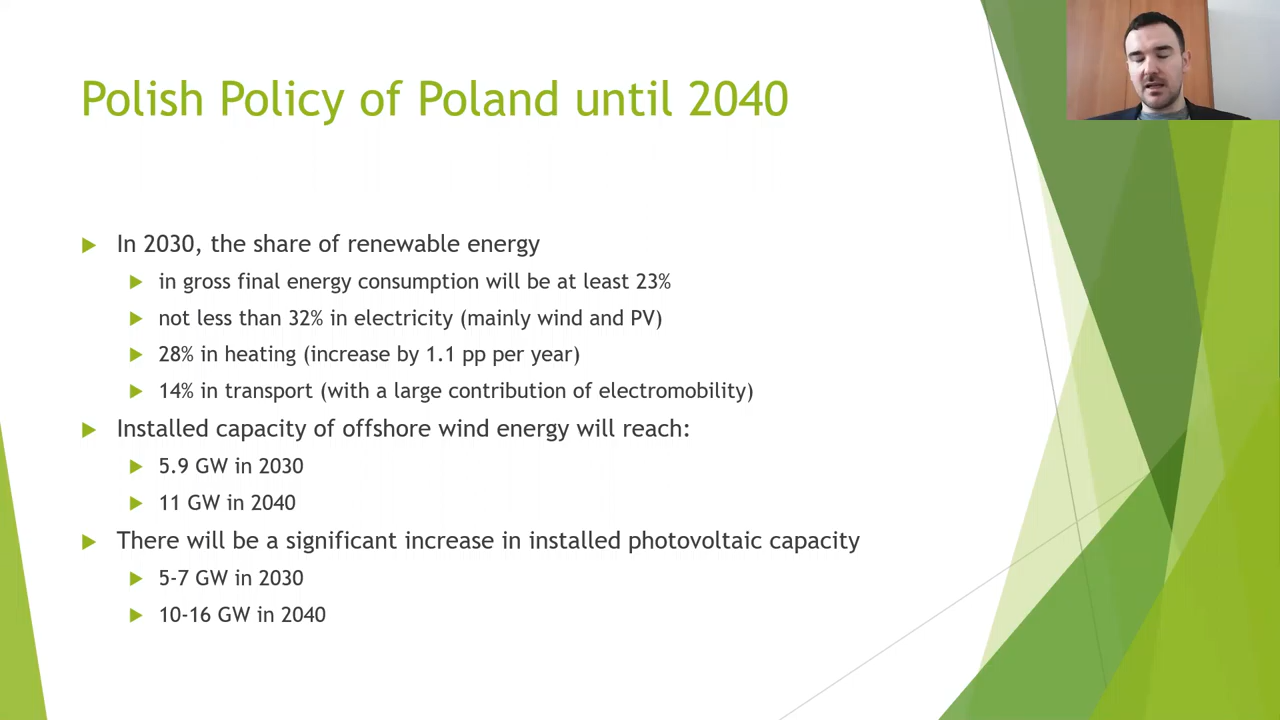 Polish Policy of Poland until 2040
In 2030, the share of renewable energy
in gross final energy consumption will be at least 23%
not less than 32% in electricity (mainly wind and PV)
28% in heating (increase by 1.1 pp per year)
14% in transport (with a large contribution of electromobility)
Installed capacity of offshore wind energy will reach:
5.9 GW in 2030
11 GW in 2040
There will be a significant increase in installed photovoltaic capacity
5-7 GW in 2030
10-16 GW in 2040